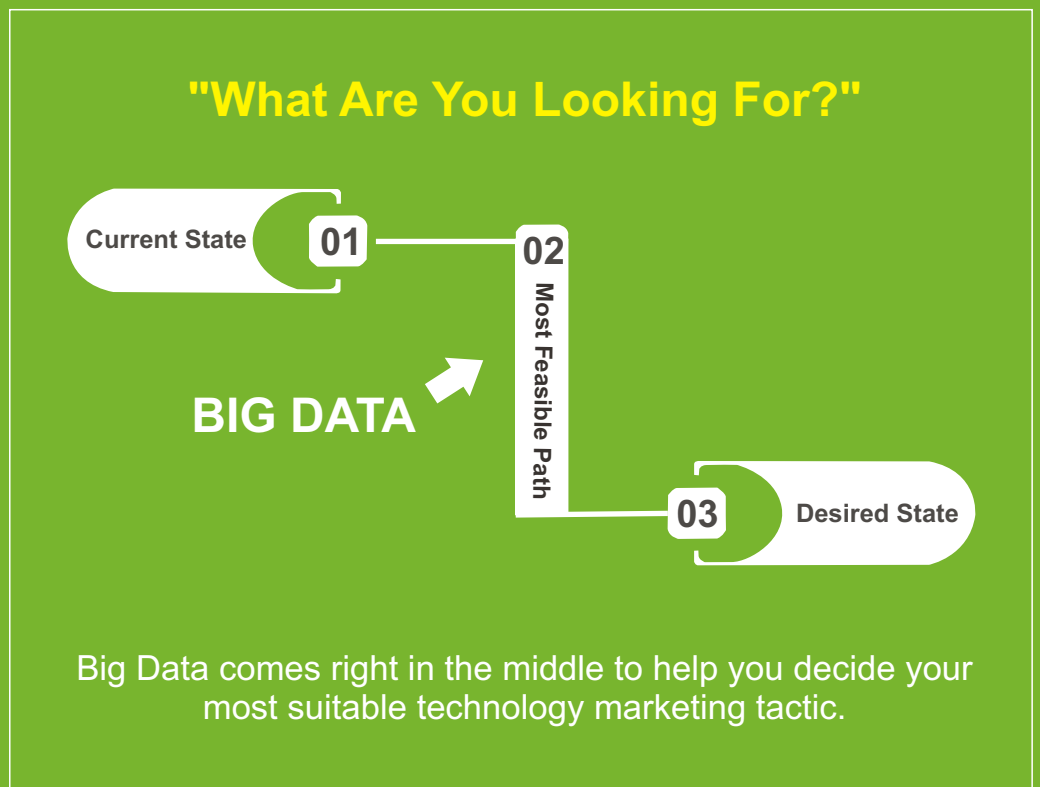 "What Are You Looking For?"
Current State
01
02
Most Feasible Path
BIG DATA
03
Desired State
Big Data comes right in the middle to help you decide your
most suitable technology marketing tactic.